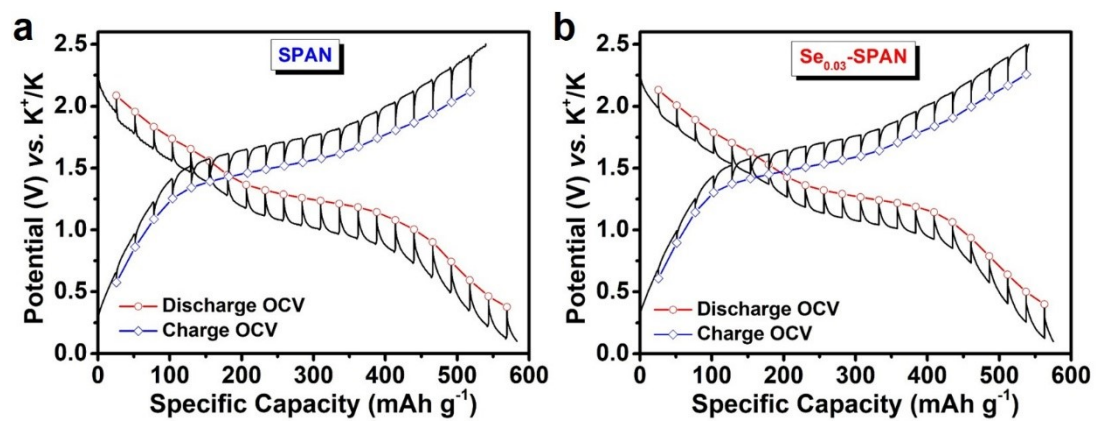 a
SPAN
2.5
2.0
1.5
1.0
0.5
0.0
Potential (V) vs. K⁺/K
Discharge OCV
Charge OCV
0 100 200 300 400 500 600
Specific Capacity (mAh g⁻¹)
b
Se₀.₀₃-SPAN
2.5
2.0
1.5
1.0
0.5
0.0
Potential (V) vs. K⁺/K
Discharge OCV
Charge OCV
0 100 200 300 400 500 600
Specific Capacity (mAh g⁻¹)